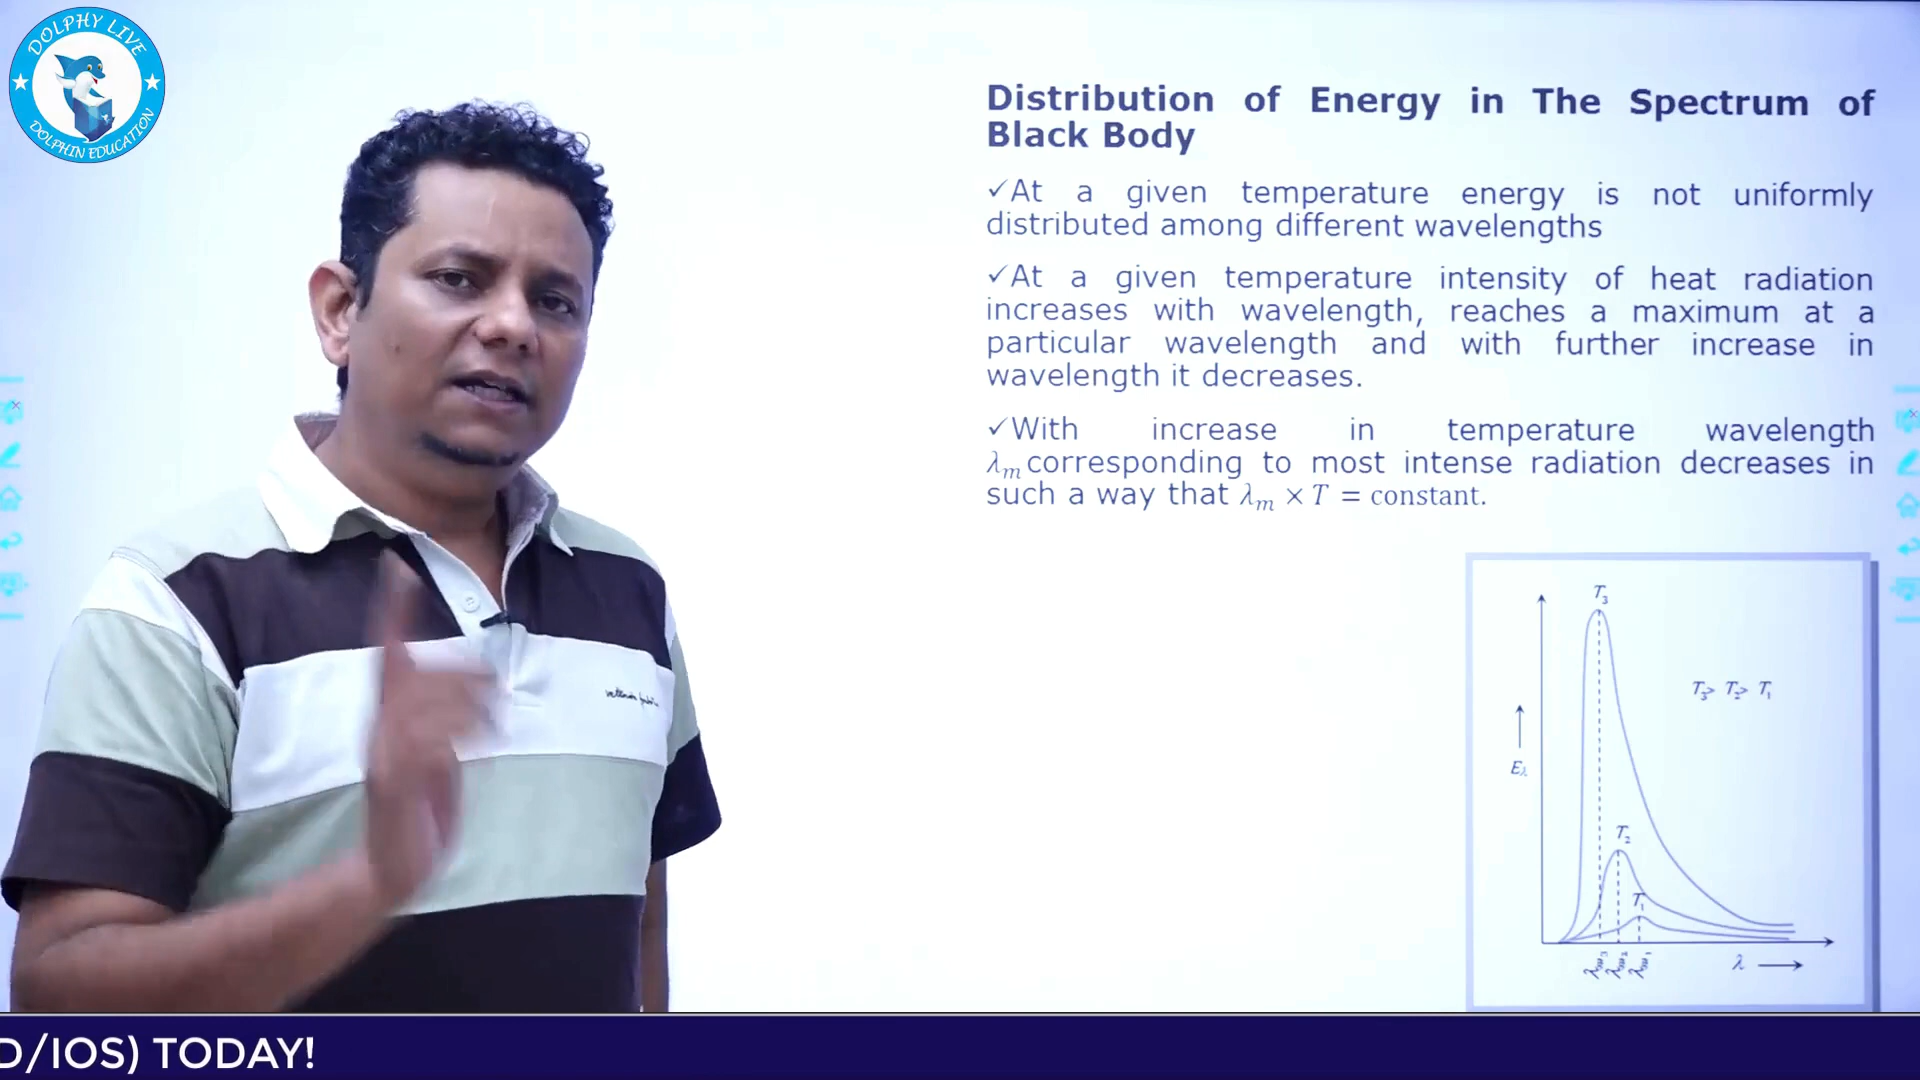 DOLPHY LIVE
DOLPHIN EDUCATION
Distribution of Energy in The Spectrum of
Black Body
✓At a given temperature energy is not uniformly
distributed among different wavelengths
✓At a given temperature intensity of heat radiation
increases with wavelength, reaches a maximum at a
particular wavelength and with further increase in
wavelength it decreases.
✓With increase in temperature wavelength
λm corresponding to most intense radiation decreases in
such a way that λm × T = constant.
T3
T3> T2> T1
Eλ
T2
T1
λm3 λm2 λm1
λ
D/IOS) TODAY!